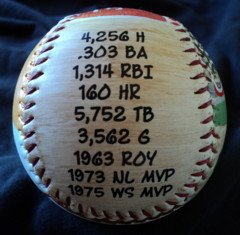 4,256 H
.303 BA
1,314 RBI
160 HR
5,752 TB
3,562 G
1963 ROY
1973 NL MVP
1975 WS MVP